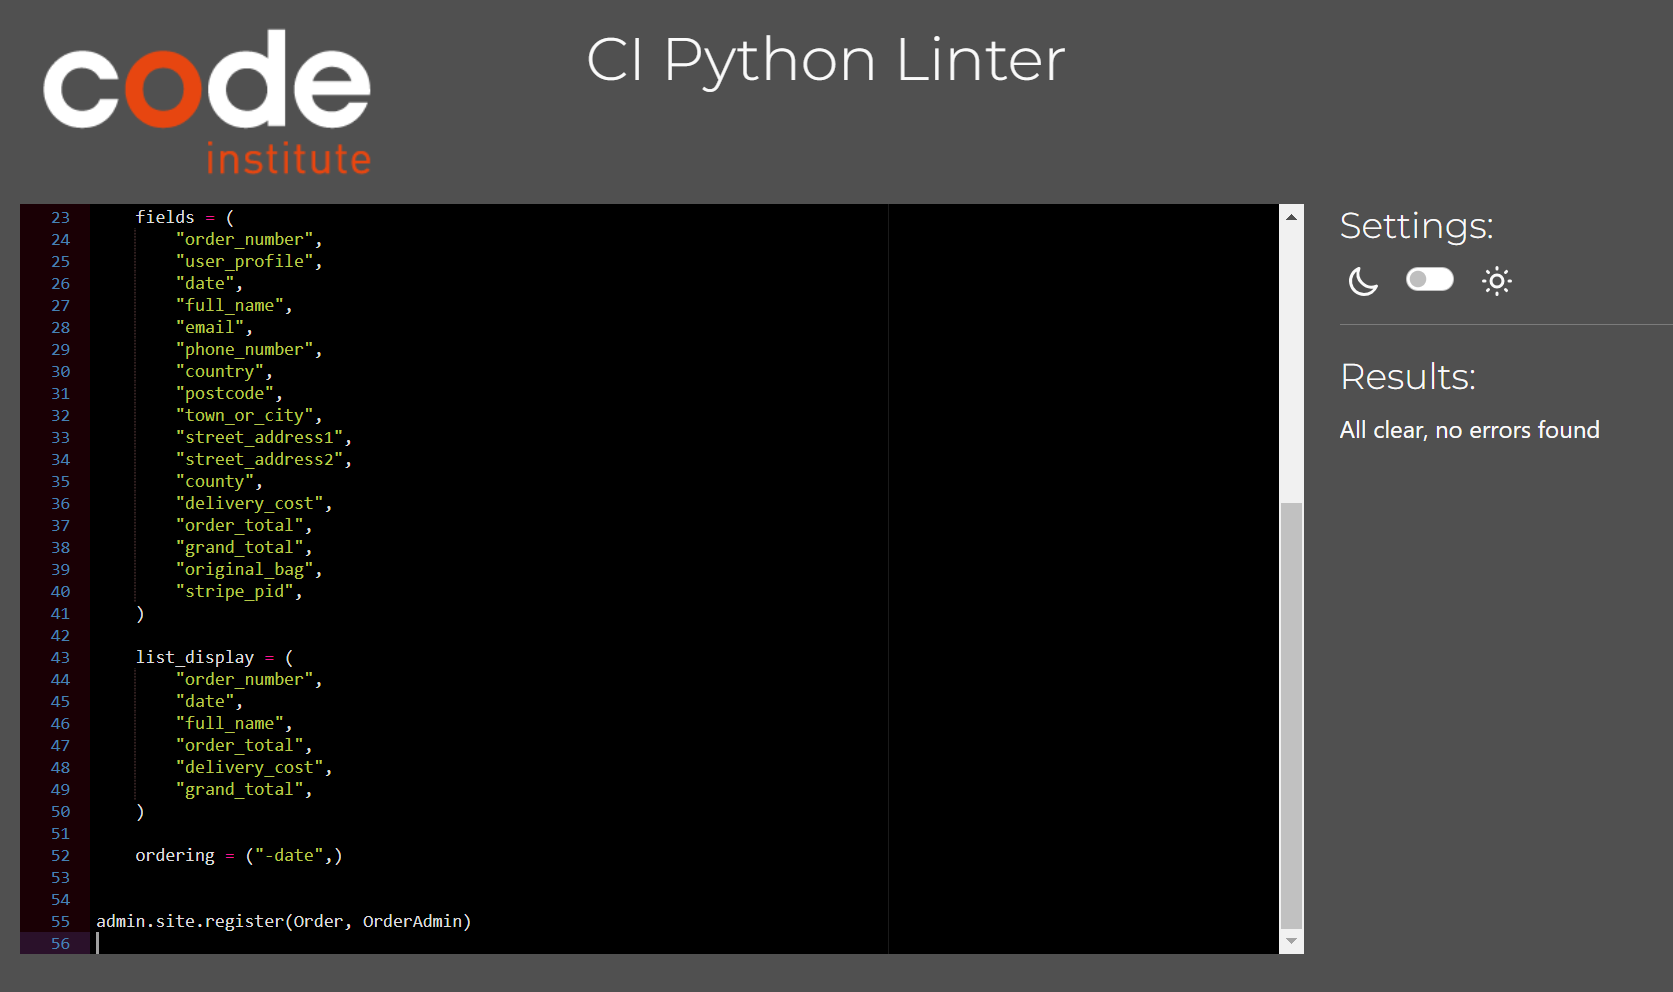 code
institute
CI Python Linter
23 fields = (
24 "order_number",
25 "user_profile",
26 "date",
27 "full_name",
28 "email",
29 "phone_number",
30 "country",
31 "postcode",
32 "town_or_city",
33 "street_address1",
34 "street_address2",
35 "county",
36 "delivery_cost",
37 "order_total",
38 "grand_total",
39 "original_bag",
40 "stripe_pid",
41 )
42
43 list_display = (
44 "order_number",
45 "date",
46 "full_name",
47 "order_total",
48 "delivery_cost",
49 "grand_total",
50 )
51
52 ordering = ("-date",)
53
54
55 admin.site.register(Order, OrderAdmin)
56
Settings:
Results:
All clear, no errors found